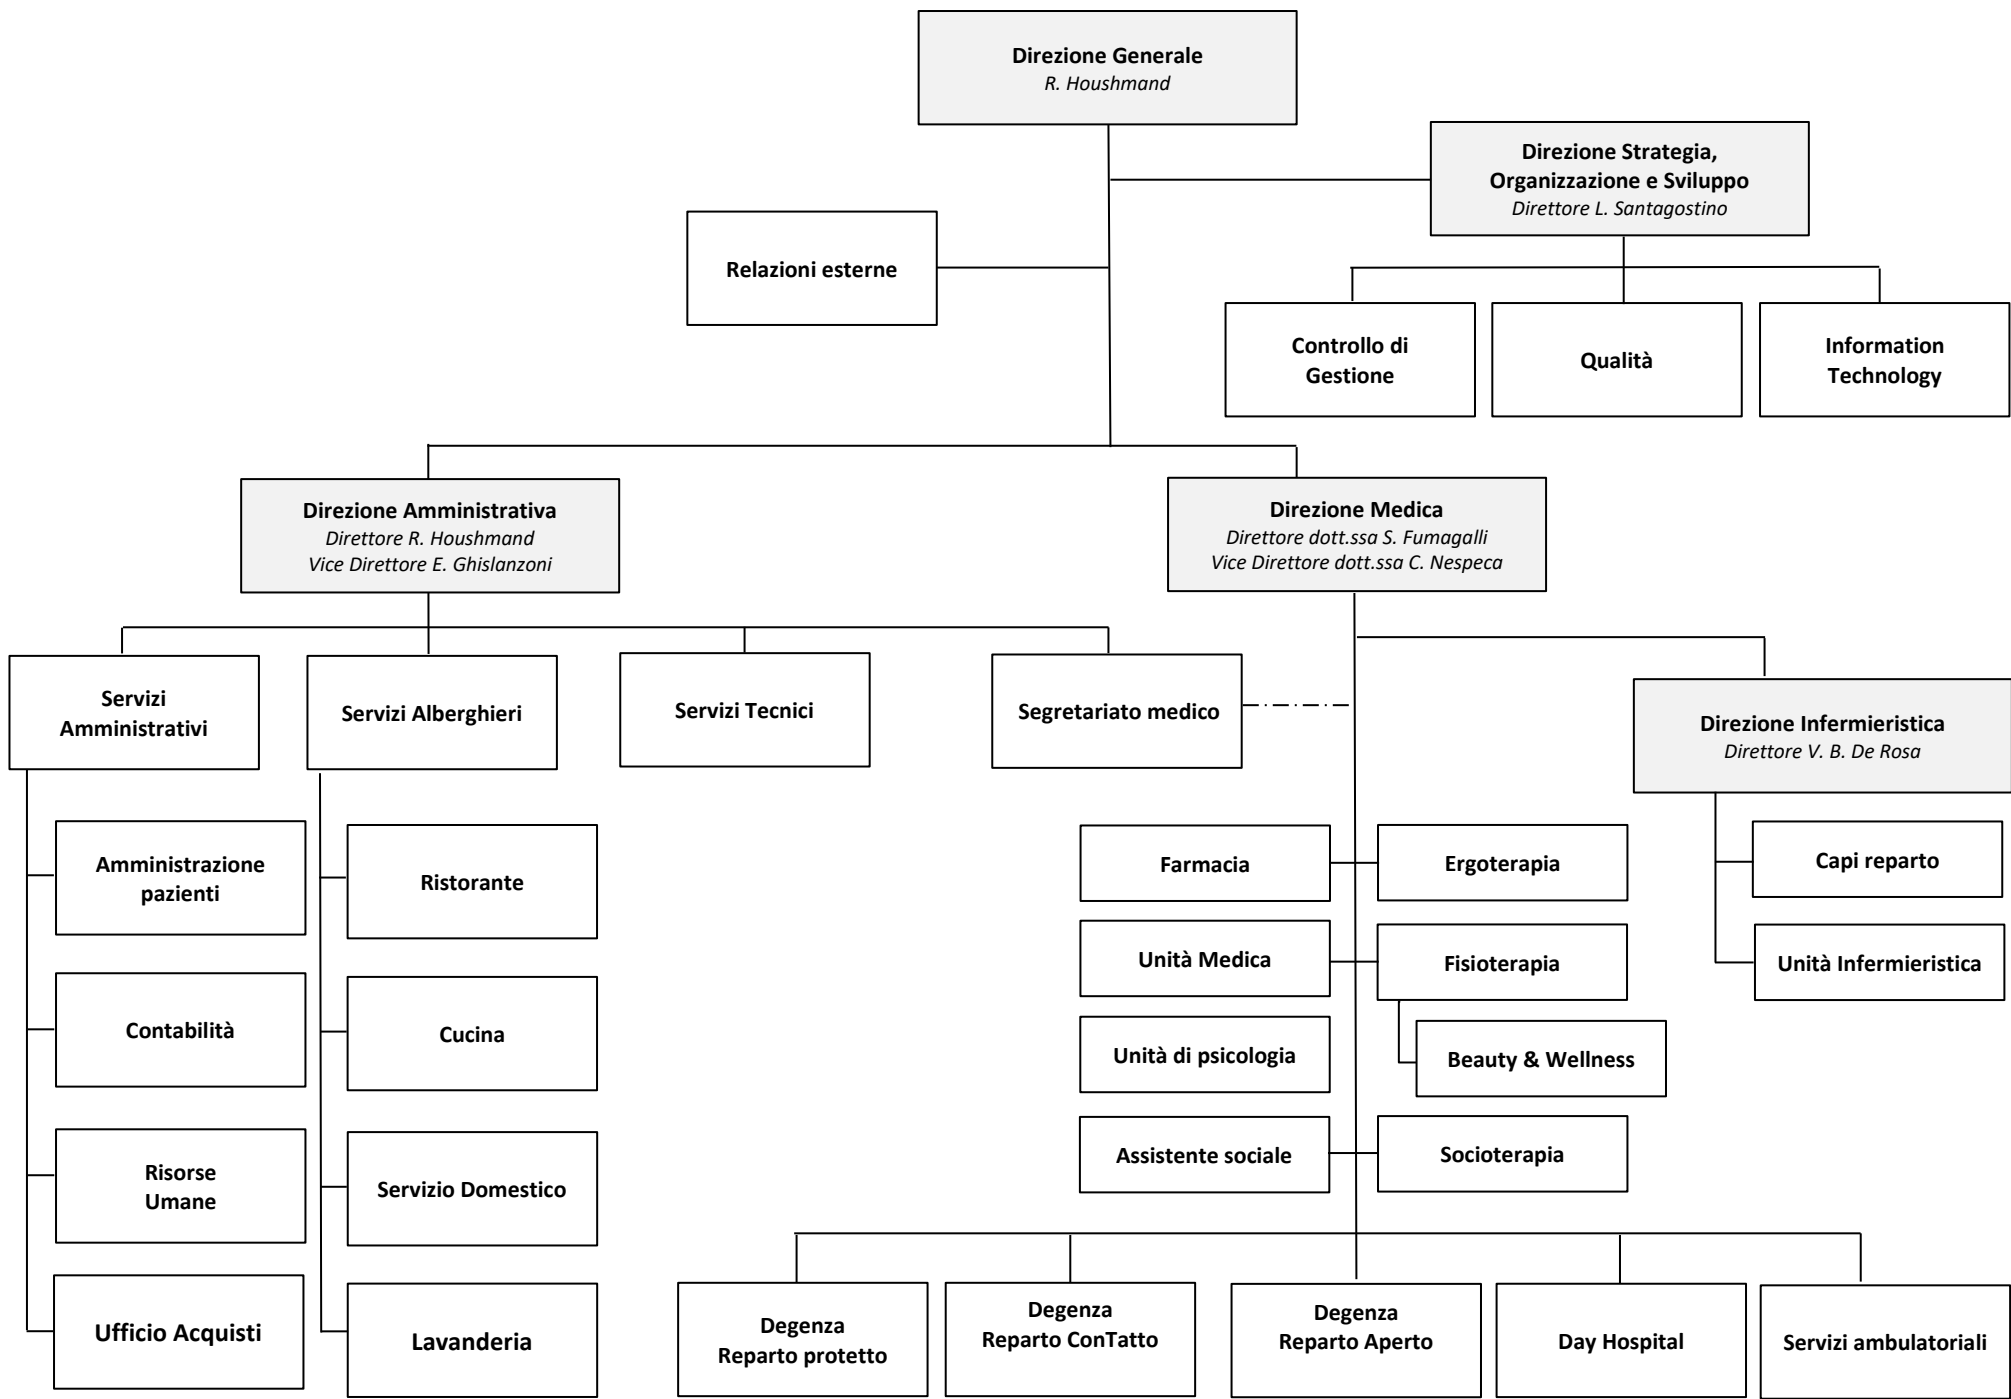 Direzione Generale
R. Houshmand
Direzione Strategia,
Organizzazione e Sviluppo
Direttore L. Santagostino
Relazioni esterne
Controllo di
Gestione
Qualità
Information
Technology
Direzione Amministrativa
Direttore R. Houshmand
Vice Direttore E. Ghislanzoni
Direzione Medica
Direttore dott.ssa S. Fumagalli
Vice Direttore dott.ssa C. Nespeca
Servizi
Amministrativi
Servizi Alberghieri
Servizi Tecnici
Segretariato medico
Direzione Infermieristica
Direttore V. B. De Rosa
Amministrazione
pazienti
Ristorante
Farmacia
Ergoterapia
Capi reparto
Unità Medica
Fisioterapia
Unità Infermieristica
Contabilità
Cucina
Unità di psicologia
Beauty & Wellness
Risorse
Umane
Servizio Domestico
Assistente sociale
Socioterapia
Ufficio Acquisti
Lavanderia
Degenza
Reparto protetto
Degenza
Reparto ConTatto
Degenza
Reparto Aperto
Day Hospital
Servizi ambulatoriali